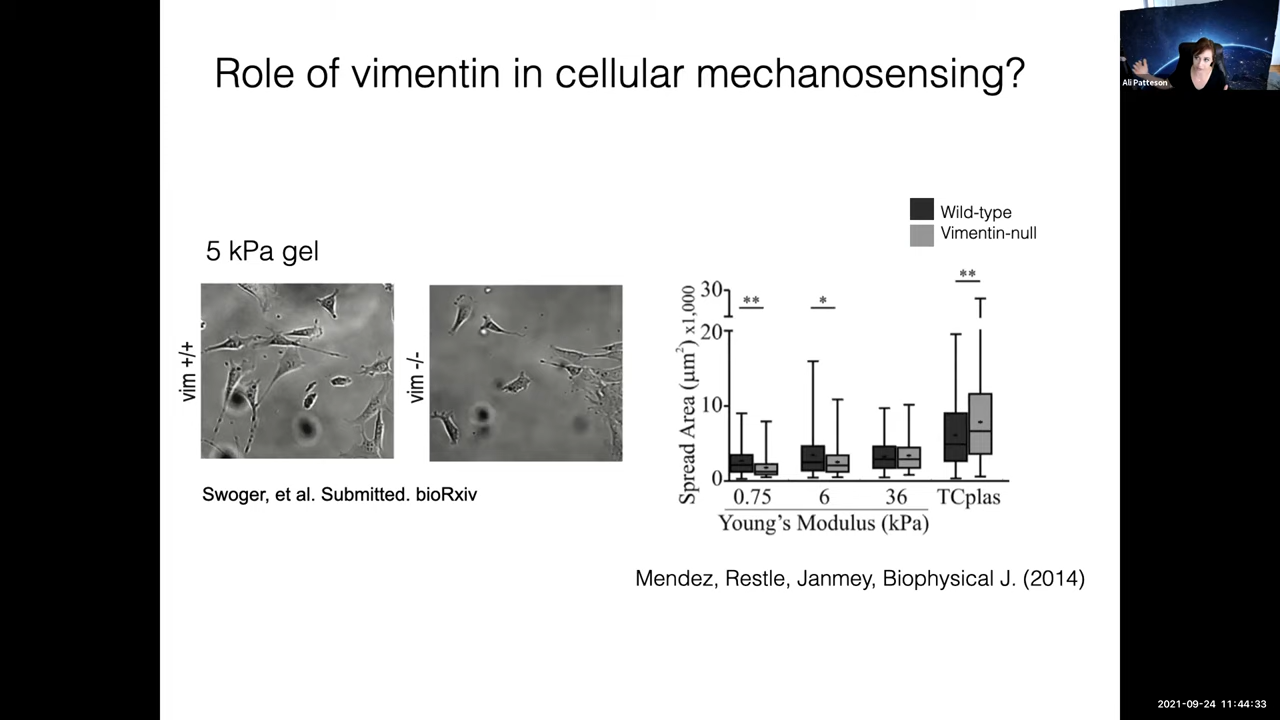 Role of vimentin in cellular mechanosensing?
Ali Patteson
5 kPa gel
vim +/+
vim -/-
Swoger, et al. Submitted. bioRxiv
Wild-type
Vimentin-null
Spread Area (μm²) x1,000
30
20
10
0
**
*
**
0.75 6 36 TCplas
Young's Modulus (kPa)
Mendez, Restle, Janmey, Biophysical J. (2014)
2021-09-24 11:44:33